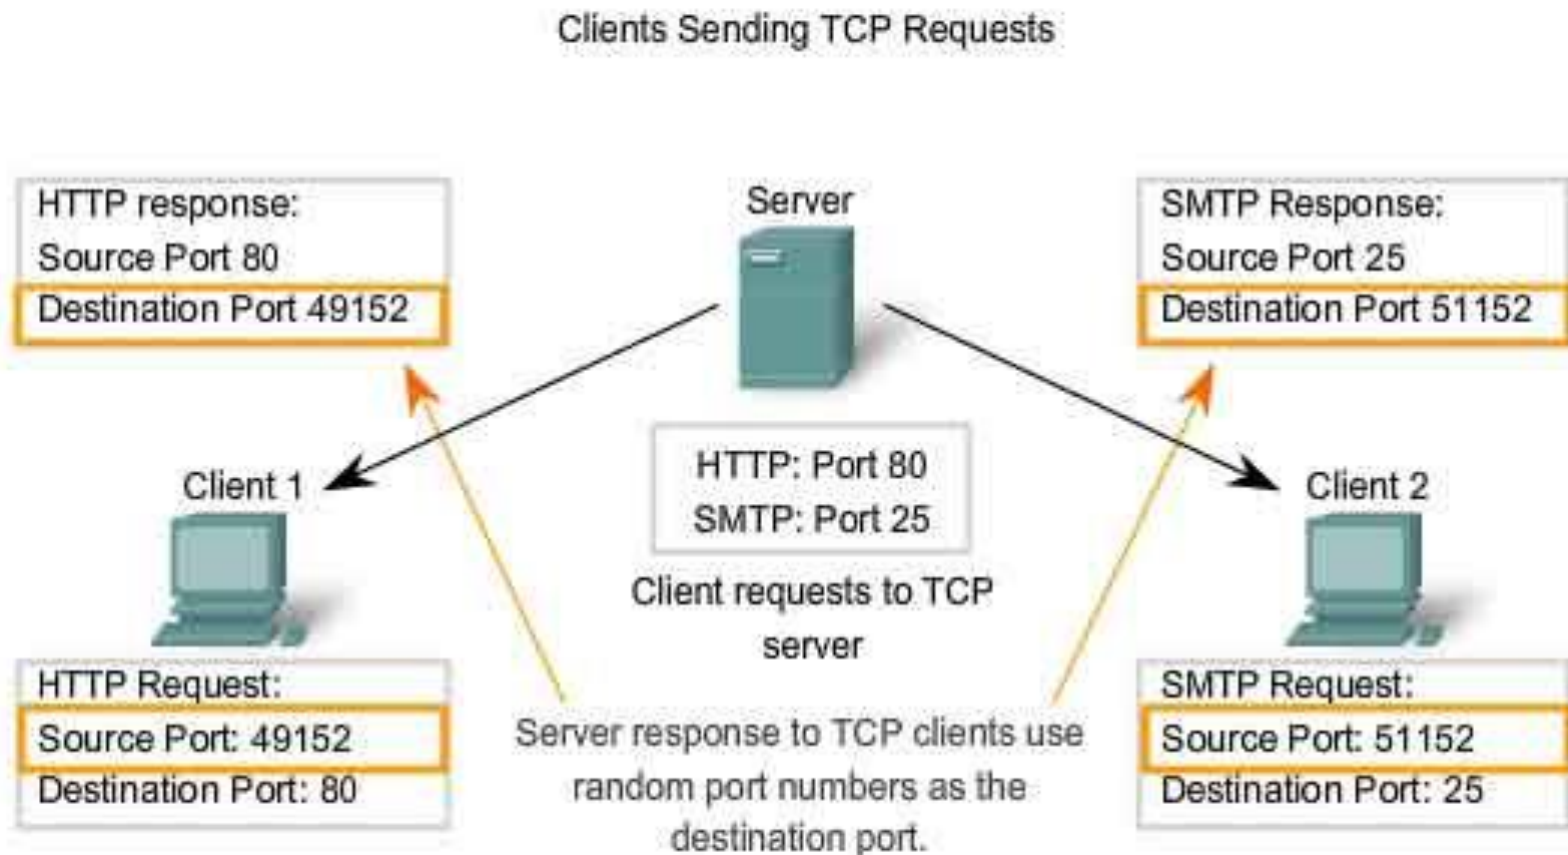 Clients Sending TCP Requests
HTTP response:
Source Port 80
Destination Port 49152
Server
SMTP Response:
Source Port 25
Destination Port 51152
HTTP: Port 80
SMTP: Port 25
Client 1
Client 2
Client requests to TCP
server
HTTP Request:
Source Port: 49152
Destination Port: 80
Server response to TCP clients use
random port numbers as the
destination port.
SMTP Request:
Source Port: 51152
Destination Port: 25